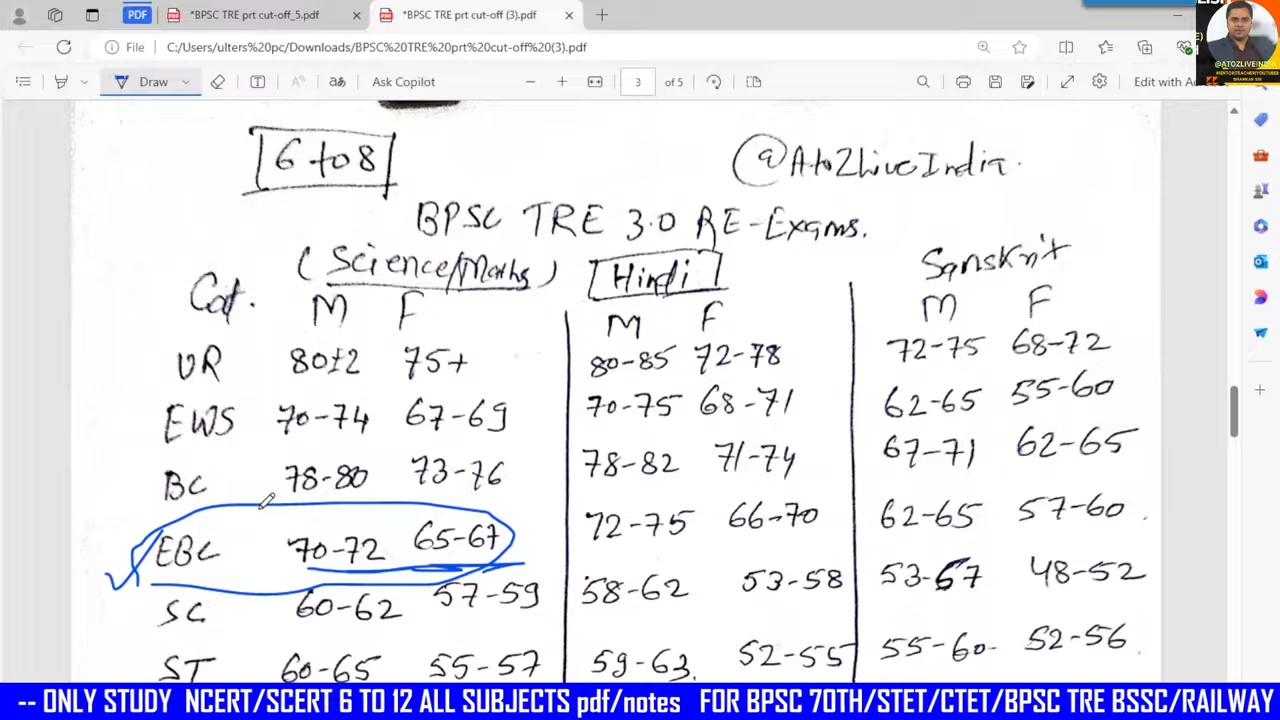 PDF *BPSC TRE prt cut-off_5.pdf *BPSC TRE prt cut-off (3).pdf
File C:/Users/ulters%20pc/Downloads/BPSC%20TRE%20prt%20cut-off%20(3).pdf
Draw Ask Copilot 3 of 5 Edit with
@ATOZLIVEINDIA
6 to 8 @AtoZLiveIndia.
BPSC TRE 3.0 RE-Exams.
(Science/Maths) Hindi Sanskrit
Cat. M F M F M F
UR 80±2 75+ 80-85 72-78 72-75 68-72
EWS 70-74 67-69 70-75 68-71 62-65 55-60
BC 78-80 73-76 78-82 71-74 67-71 62-65
EBC 70-72 65-67 72-75 66-70 62-65 57-60.
SC 60-62 57-59 58-62 53-58 53-57 48-52
ST 60-65 55-57 59-63. 52-55 55-60. 52-56.
-- ONLY STUDY NCERT/SCERT 6 TO 12 ALL SUBJECTS pdf/notes FOR BPSC 70TH/STET/CTET/BPSC TRE BSSC/RAILWAY